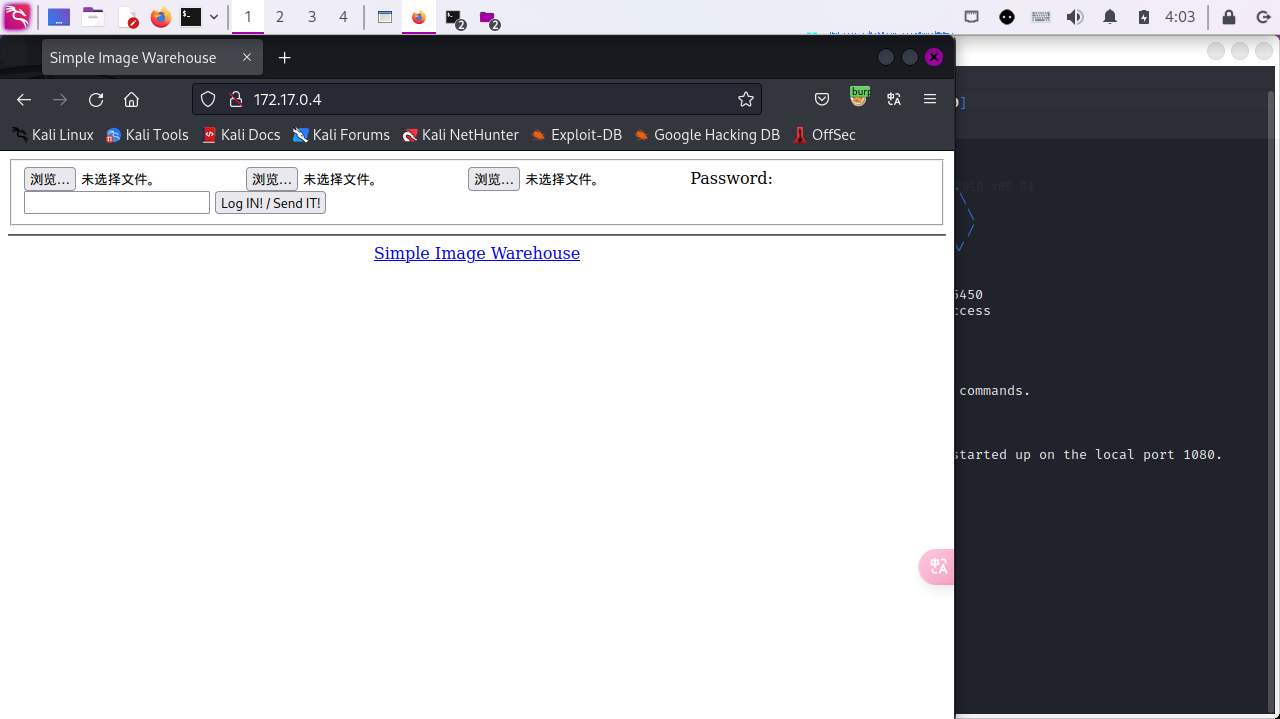 1 2 3 4 2 2 4:03
Simple Image Warehouse
172.17.0.4
Kali Linux Kali Tools Kali Docs Kali Forums Kali NetHunter Exploit-DB Google Hacking DB OffSec
浏览… 未选择文件。 浏览… 未选择文件。 浏览… 未选择文件。 Password:
Log IN! / Send IT!
Simple Image Warehouse
x86_64
commands.
started up on the local port 1080.